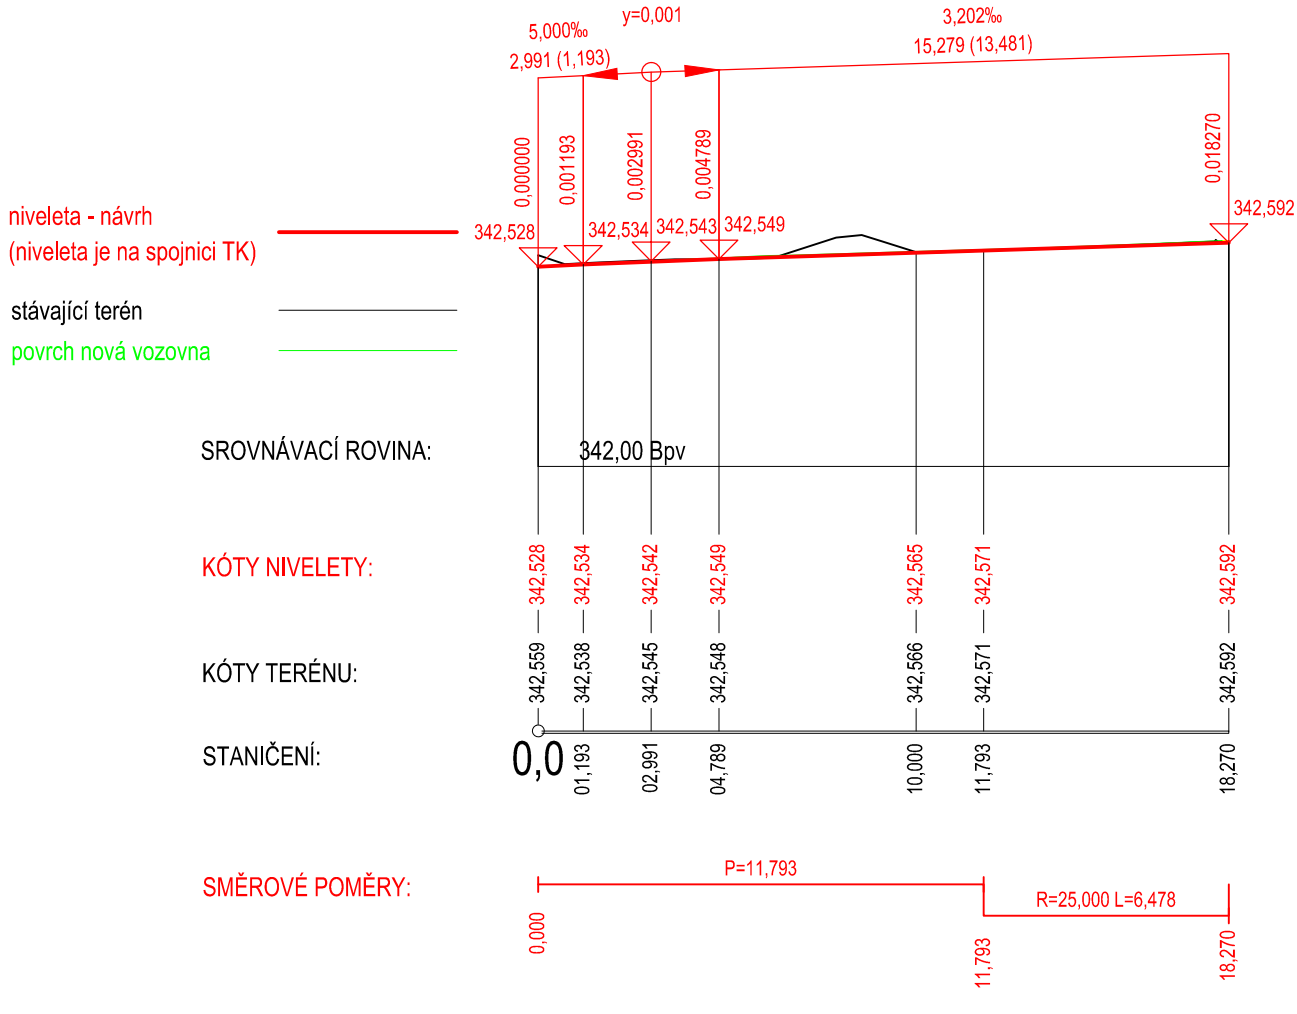 5,000‰
2,991 (1,193)
y=0,001
3,202‰
15,279 (13,481)
0,000000
0,001193
0,002991
0,004789
0,018270
niveleta - návrh
(niveleta je na spojnici TK)
342,528
342,534
342,543
342,549
342,592
stávající terén
povrch nová vozovna
SROVNÁVACÍ ROVINA:
342,00 Bpv
KÓTY NIVELETY:
342,528
342,534
342,542
342,549
342,565
342,571
342,592
KÓTY TERÉNU:
342,559
342,538
342,545
342,548
342,566
342,571
342,592
STANIČENÍ:
0,0
01,193
02,991
04,789
10,000
11,793
18,270
SMĚROVÉ POMĚRY:
P=11,793
R=25,000 L=6,478
0,000
11,793
18,270